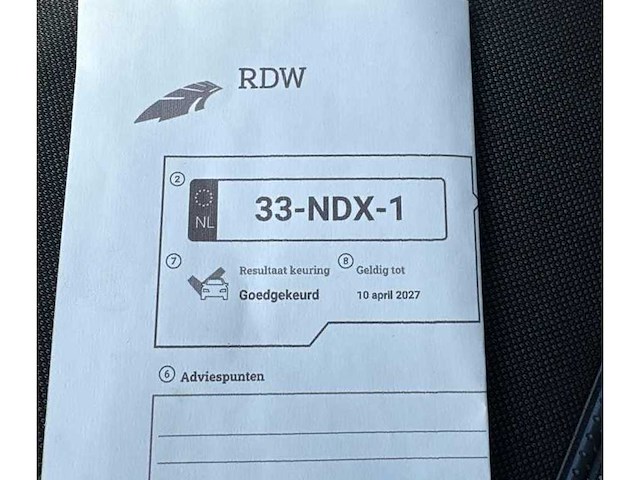 RDW
2
NL 33-NDX-1
7 Resultaat keuring 8 Geldig tot
Goedgekeurd 10 april 2027
6 Adviespunten